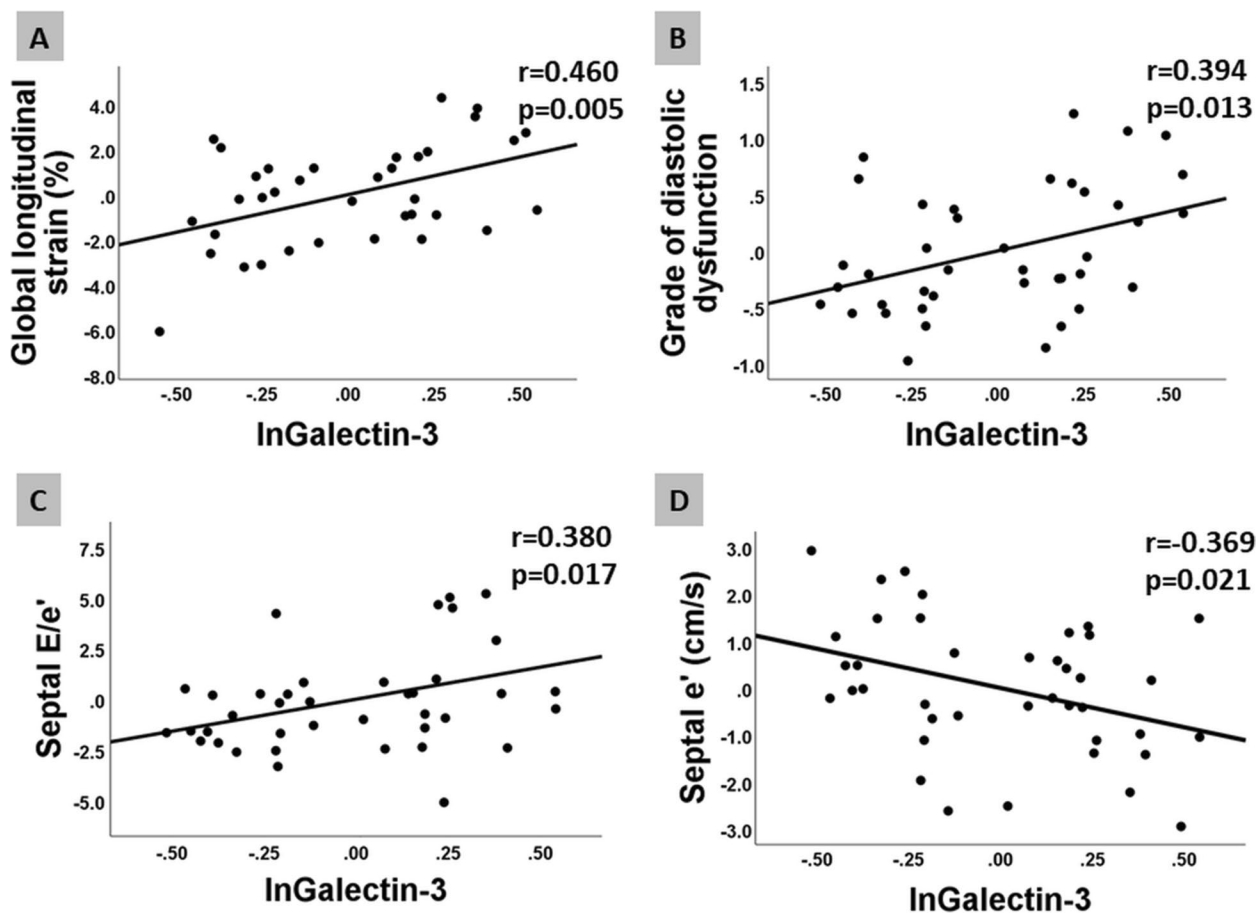 A
r=0.460
p=0.005
Global longitudinal
strain (%)
4.0
2.0
.0
-2.0
-4.0
-6.0
-8.0
-.50
-.25
.00
.25
.50
lnGalectin-3
B
r=0.394
p=0.013
Grade of diastolic
dysfunction
1.5
1.0
.5
.0
-.5
-1.0
-.50
-.25
.00
.25
.50
lnGalectin-3
C
r=0.380
p=0.017
Septal E/e'
7.5
5.0
2.5
.0
-2.5
-5.0
-.50
-.25
.00
.25
.50
lnGalectin-3
D
r=-0.369
p=0.021
Septal e' (cm/s)
3.0
2.0
1.0
.0
-1.0
-2.0
-3.0
-.50
-.25
.00
.25
.50
lnGalectin-3